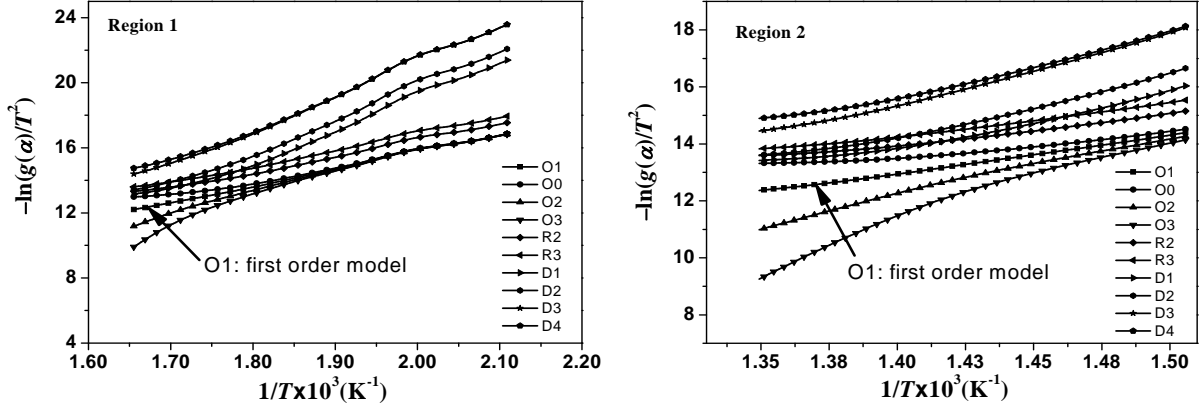 Region 1
−ln(g(α)/T²)
24
20
16
12
8
4
1.60 1.70 1.80 1.90 2.00 2.10 2.20
1/Tx10³(K⁻¹)
O1: first order model
O1
O0
O2
O3
R2
R3
D1
D2
D3
D4
Region 2
−ln(g(α)/T²)
18
16
14
12
10
8
1.35 1.38 1.40 1.43 1.45 1.48 1.50
1/Tx10³(K⁻¹)
O1: first order model
O1
O0
O2
O3
R2
R3
D1
D2
D3
D4